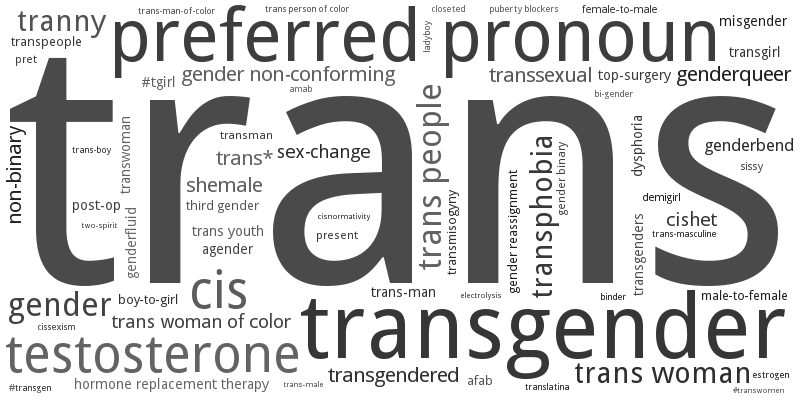 trans-man-of-color
trans person of color
closeted
puberty blockers
female-to-male
tranny
preferred pronoun
misgender
transpeople
ladyboy
transgirl
pret
#tgirl
gender non-conforming
transsexual
top-surgery
genderqueer
amab
bi-gender
trans
non-binary
trans-boy
transwoman
transman
trans*
sex-change
trans people
transphobia
gender binary
dysphoria
genderbend
sissy
shemale
post-op
third gender
two-spirit
genderfluid
cisnormativity
transmisogyny
gender reassignment
demigirl
cishet
trans youth
present
trans-masculine
agender
transgenders
cis
trans-man
electrolysis
binder
male-to-female
gender
boy-to-girl
transgender
cissexism
trans woman of color
testosterone
transgendered
afab
trans woman
estrogen
#transgen
hormone replacement therapy
trans-male
translatina
#transwomen